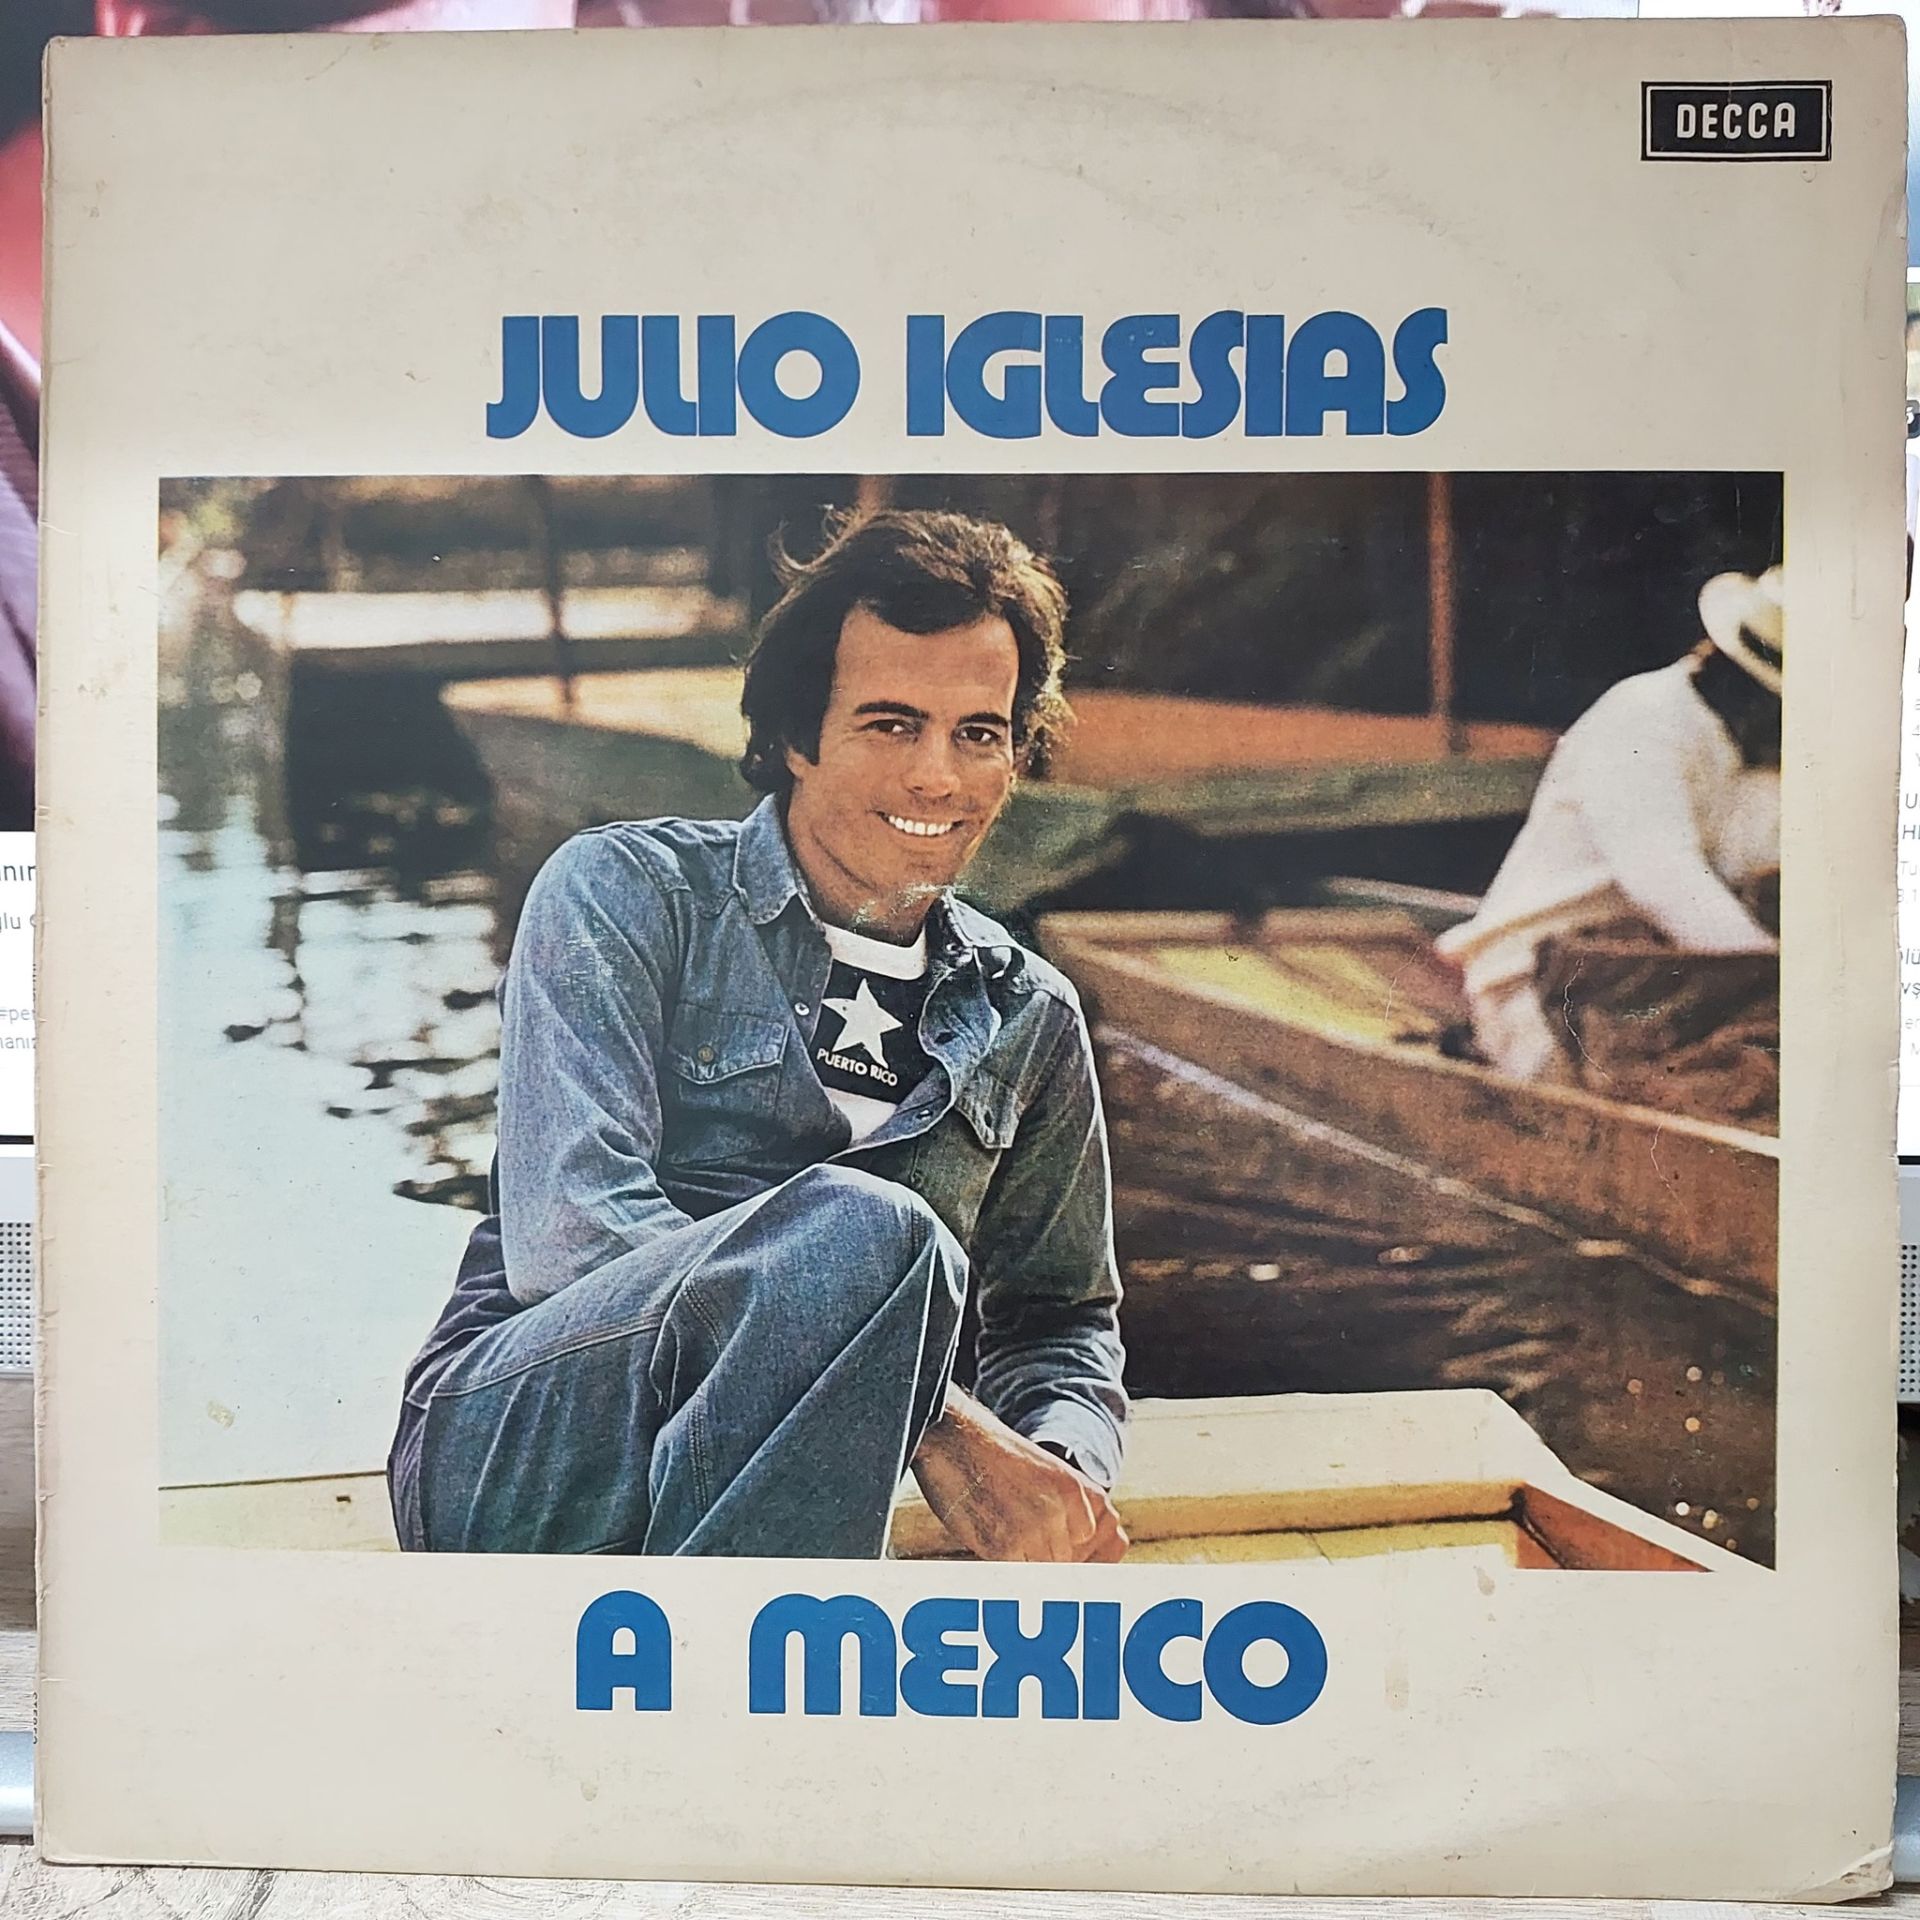 DECCA
JULIO IGLESIAS
PUERTO RICO
A MEXICO